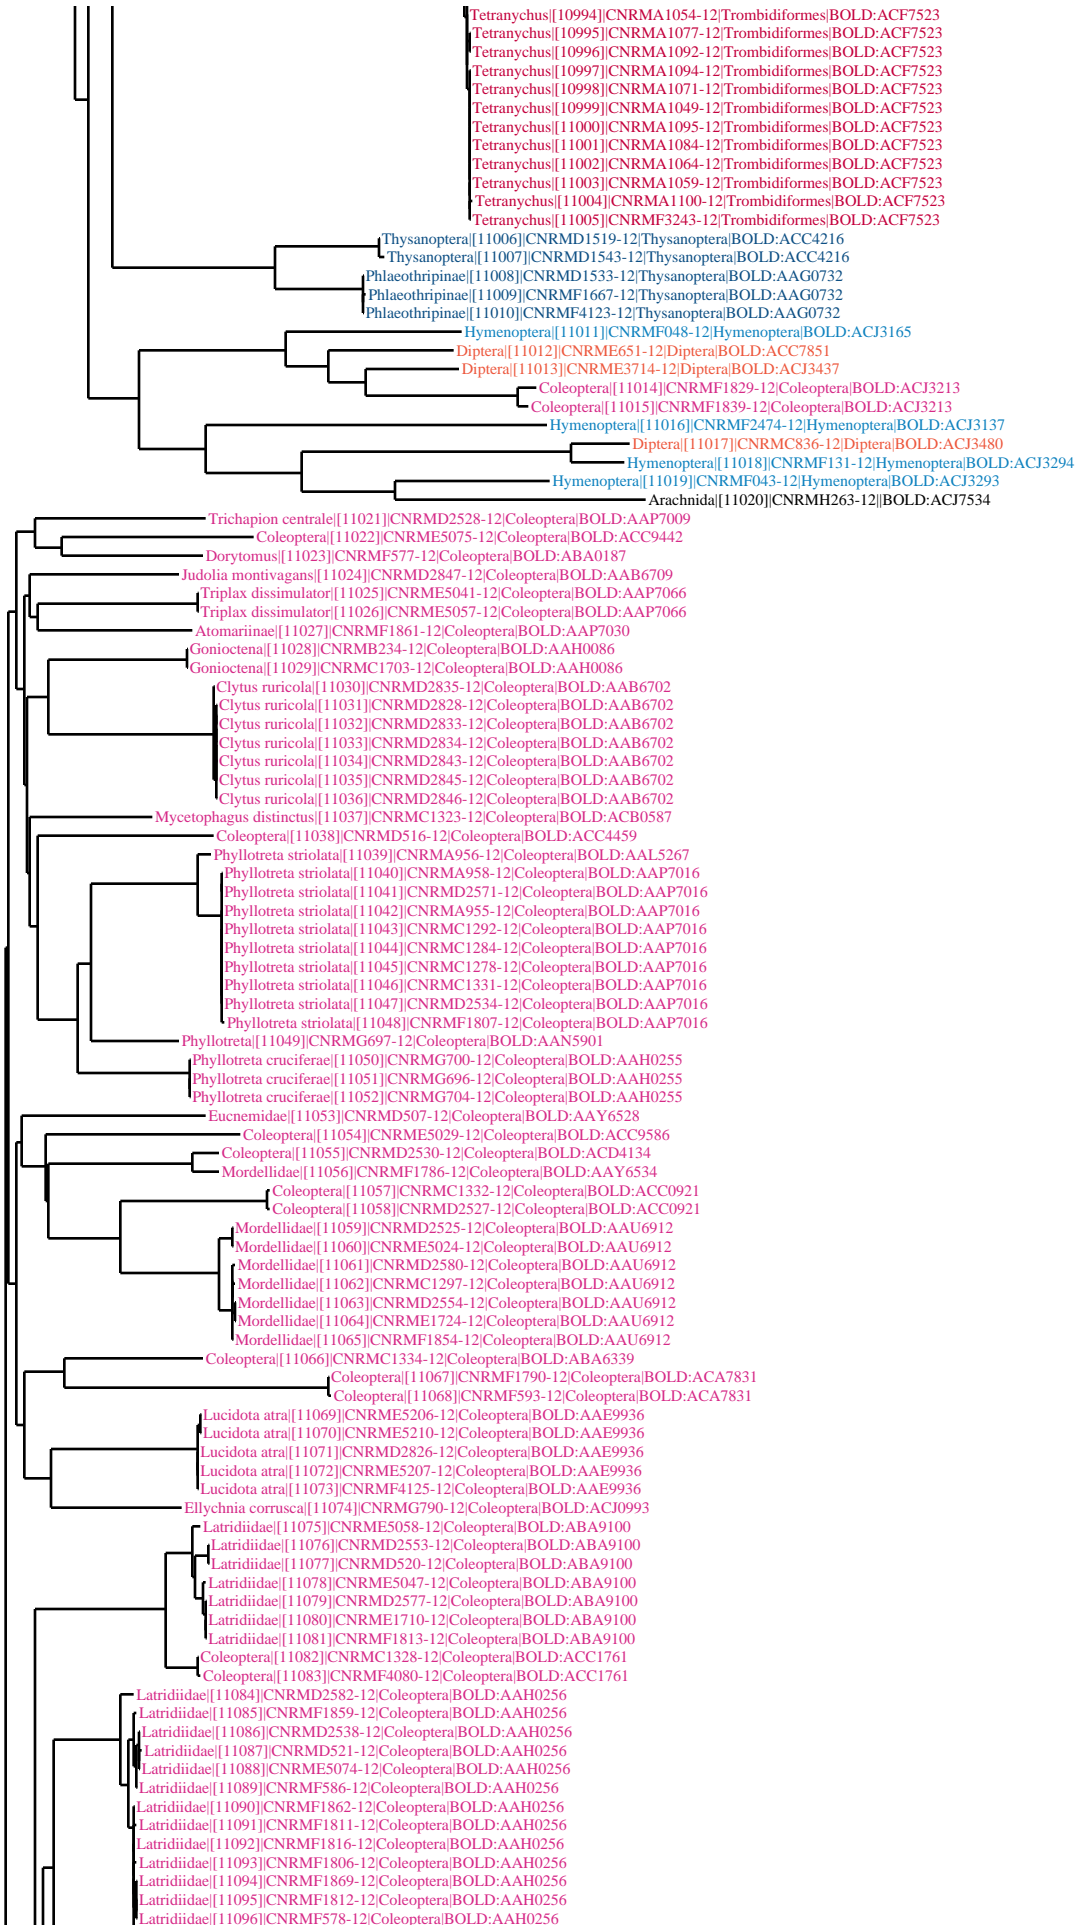 Tetranychus|[10994]|CNRMA1054-12|Trombidiformes|BOLD:ACF7523
Tetranychus|[10995]|CNRMA1077-12|Trombidiformes|BOLD:ACF7523
Tetranychus|[10996]|CNRMA1092-12|Trombidiformes|BOLD:ACF7523
Tetranychus|[10997]|CNRMA1094-12|Trombidiformes|BOLD:ACF7523
Tetranychus|[10998]|CNRMA1071-12|Trombidiformes|BOLD:ACF7523
Tetranychus|[10999]|CNRMA1049-12|Trombidiformes|BOLD:ACF7523
Tetranychus|[11000]|CNRMA1095-12|Trombidiformes|BOLD:ACF7523
Tetranychus|[11001]|CNRMA1084-12|Trombidiformes|BOLD:ACF7523
Tetranychus|[11002]|CNRMA1064-12|Trombidiformes|BOLD:ACF7523
Tetranychus|[11003]|CNRMA1059-12|Trombidiformes|BOLD:ACF7523
Tetranychus|[11004]|CNRMA1100-12|Trombidiformes|BOLD:ACF7523
Tetranychus|[11005]|CNRMF3243-12|Trombidiformes|BOLD:ACF7523
Thysanoptera|[11006]|CNRMD1519-12|Thysanoptera|BOLD:ACC4216
Thysanoptera|[11007]|CNRMD1543-12|Thysanoptera|BOLD:ACC4216
Phlaeothripinae|[11008]|CNRMD1533-12|Thysanoptera|BOLD:AAG0732
Phlaeothripinae|[11009]|CNRMF1667-12|Thysanoptera|BOLD:AAG0732
Phlaeothripinae|[11010]|CNRMF4123-12|Thysanoptera|BOLD:AAG0732
Hymenoptera|[11011]|CNRMF048-12|Hymenoptera|BOLD:ACJ3165
Diptera|[11012]|CNRME651-12|Diptera|BOLD:ACC7851
Diptera|[11013]|CNRME3714-12|Diptera|BOLD:ACJ3437
Coleoptera|[11014]|CNRMF1829-12|Coleoptera|BOLD:ACJ3213
Coleoptera|[11015]|CNRMF1839-12|Coleoptera|BOLD:ACJ3213
Hymenoptera|[11016]|CNRMF2474-12|Hymenoptera|BOLD:ACJ3137
Diptera|[11017]|CNRMC836-12|Diptera|BOLD:ACJ3480
Hymenoptera|[11018]|CNRMF131-12|Hymenoptera|BOLD:ACJ3294
Hymenoptera|[11019]|CNRMF043-12|Hymenoptera|BOLD:ACJ3293
Arachnida|[11020]|CNRMH263-12||BOLD:ACJ7534
Trichapion centrale|[11021]|CNRMD2528-12|Coleoptera|BOLD:AAP7009
Coleoptera|[11022]|CNRME5075-12|Coleoptera|BOLD:ACC9442
Dorytomus|[11023]|CNRMF577-12|Coleoptera|BOLD:ABA0187
Judolia montivagans|[11024]|CNRMD2847-12|Coleoptera|BOLD:AAB6709
Triplax dissimulator|[11025]|CNRME5041-12|Coleoptera|BOLD:AAP7066
Triplax dissimulator|[11026]|CNRME5057-12|Coleoptera|BOLD:AAP7066
Atomariinae|[11027]|CNRMF1861-12|Coleoptera|BOLD:AAP7030
Gonioctena|[11028]|CNRMB234-12|Coleoptera|BOLD:AAH0086
Gonioctena|[11029]|CNRMC1703-12|Coleoptera|BOLD:AAH0086
Clytus ruricola|[11030]|CNRMD2835-12|Coleoptera|BOLD:AAB6702
Clytus ruricola|[11031]|CNRMD2828-12|Coleoptera|BOLD:AAB6702
Clytus ruricola|[11032]|CNRMD2833-12|Coleoptera|BOLD:AAB6702
Clytus ruricola|[11033]|CNRMD2834-12|Coleoptera|BOLD:AAB6702
Clytus ruricola|[11034]|CNRMD2843-12|Coleoptera|BOLD:AAB6702
Clytus ruricola|[11035]|CNRMD2845-12|Coleoptera|BOLD:AAB6702
Clytus ruricola|[11036]|CNRMD2846-12|Coleoptera|BOLD:AAB6702
Mycetophagus distinctus|[11037]|CNRMC1323-12|Coleoptera|BOLD:ACB0587
Coleoptera|[11038]|CNRMD516-12|Coleoptera|BOLD:ACC4459
Phyllotreta striolata|[11039]|CNRMA956-12|Coleoptera|BOLD:AAL5267
Phyllotreta striolata|[11040]|CNRMA958-12|Coleoptera|BOLD:AAP7016
Phyllotreta striolata|[11041]|CNRMD2571-12|Coleoptera|BOLD:AAP7016
Phyllotreta striolata|[11042]|CNRMA955-12|Coleoptera|BOLD:AAP7016
Phyllotreta striolata|[11043]|CNRMC1292-12|Coleoptera|BOLD:AAP7016
Phyllotreta striolata|[11044]|CNRMC1284-12|Coleoptera|BOLD:AAP7016
Phyllotreta striolata|[11045]|CNRMC1278-12|Coleoptera|BOLD:AAP7016
Phyllotreta striolata|[11046]|CNRMC1331-12|Coleoptera|BOLD:AAP7016
Phyllotreta striolata|[11047]|CNRMD2534-12|Coleoptera|BOLD:AAP7016
Phyllotreta striolata|[11048]|CNRMF1807-12|Coleoptera|BOLD:AAP7016
Phyllotreta|[11049]|CNRMG697-12|Coleoptera|BOLD:AAN5901
Phyllotreta cruciferae|[11050]|CNRMG700-12|Coleoptera|BOLD:AAH0255
Phyllotreta cruciferae|[11051]|CNRMG696-12|Coleoptera|BOLD:AAH0255
Phyllotreta cruciferae|[11052]|CNRMG704-12|Coleoptera|BOLD:AAH0255
Eucnemidae|[11053]|CNRMD507-12|Coleoptera|BOLD:AAY6528
Coleoptera|[11054]|CNRME5029-12|Coleoptera|BOLD:ACC9586
Coleoptera|[11055]|CNRMD2530-12|Coleoptera|BOLD:ACD4134
Mordellidae|[11056]|CNRMF1786-12|Coleoptera|BOLD:AAY6534
Coleoptera|[11057]|CNRMC1332-12|Coleoptera|BOLD:ACC0921
Coleoptera|[11058]|CNRMD2527-12|Coleoptera|BOLD:ACC0921
Mordellidae|[11059]|CNRMD2525-12|Coleoptera|BOLD:AAU6912
Mordellidae|[11060]|CNRME5024-12|Coleoptera|BOLD:AAU6912
Mordellidae|[11061]|CNRMD2580-12|Coleoptera|BOLD:AAU6912
Mordellidae|[11062]|CNRMC1297-12|Coleoptera|BOLD:AAU6912
Mordellidae|[11063]|CNRMD2554-12|Coleoptera|BOLD:AAU6912
Mordellidae|[11064]|CNRME1724-12|Coleoptera|BOLD:AAU6912
Mordellidae|[11065]|CNRMF1854-12|Coleoptera|BOLD:AAU6912
Coleoptera|[11066]|CNRMC1334-12|Coleoptera|BOLD:ABA6339
Coleoptera|[11067]|CNRMF1790-12|Coleoptera|BOLD:ACA7831
Coleoptera|[11068]|CNRMF593-12|Coleoptera|BOLD:ACA7831
Lucidota atra|[11069]|CNRME5206-12|Coleoptera|BOLD:AAE9936
Lucidota atra|[11070]|CNRME5210-12|Coleoptera|BOLD:AAE9936
Lucidota atra|[11071]|CNRMD2826-12|Coleoptera|BOLD:AAE9936
Lucidota atra|[11072]|CNRME5207-12|Coleoptera|BOLD:AAE9936
Lucidota atra|[11073]|CNRMF4125-12|Coleoptera|BOLD:AAE9936
Ellychnia corrusca|[11074]|CNRMG790-12|Coleoptera|BOLD:ACJ0993
Latridiidae|[11075]|CNRME5058-12|Coleoptera|BOLD:ABA9100
Latridiidae|[11076]|CNRMD2553-12|Coleoptera|BOLD:ABA9100
Latridiidae|[11077]|CNRMD520-12|Coleoptera|BOLD:ABA9100
Latridiidae|[11078]|CNRME5047-12|Coleoptera|BOLD:ABA9100
Latridiidae|[11079]|CNRMD2577-12|Coleoptera|BOLD:ABA9100
Latridiidae|[11080]|CNRME1710-12|Coleoptera|BOLD:ABA9100
Latridiidae|[11081]|CNRMF1813-12|Coleoptera|BOLD:ABA9100
Coleoptera|[11082]|CNRMC1328-12|Coleoptera|BOLD:ACC1761
Coleoptera|[11083]|CNRMF4080-12|Coleoptera|BOLD:ACC1761
Latridiidae|[11084]|CNRMD2582-12|Coleoptera|BOLD:AAH0256
Latridiidae|[11085]|CNRMF1859-12|Coleoptera|BOLD:AAH0256
Latridiidae|[11086]|CNRMD2538-12|Coleoptera|BOLD:AAH0256
Latridiidae|[11087]|CNRMD521-12|Coleoptera|BOLD:AAH0256
Latridiidae|[11088]|CNRME5074-12|Coleoptera|BOLD:AAH0256
Latridiidae|[11089]|CNRMF586-12|Coleoptera|BOLD:AAH0256
Latridiidae|[11090]|CNRMF1862-12|Coleoptera|BOLD:AAH0256
Latridiidae|[11091]|CNRMF1811-12|Coleoptera|BOLD:AAH0256
Latridiidae|[11092]|CNRMF1816-12|Coleoptera|BOLD:AAH0256
Latridiidae|[11093]|CNRMF1806-12|Coleoptera|BOLD:AAH0256
Latridiidae|[11094]|CNRMF1869-12|Coleoptera|BOLD:AAH0256
Latridiidae|[11095]|CNRMF1812-12|Coleoptera|BOLD:AAH0256
Latridiidae|[11096]|CNRMF578-12|Coleoptera|BOLD:AAH0256